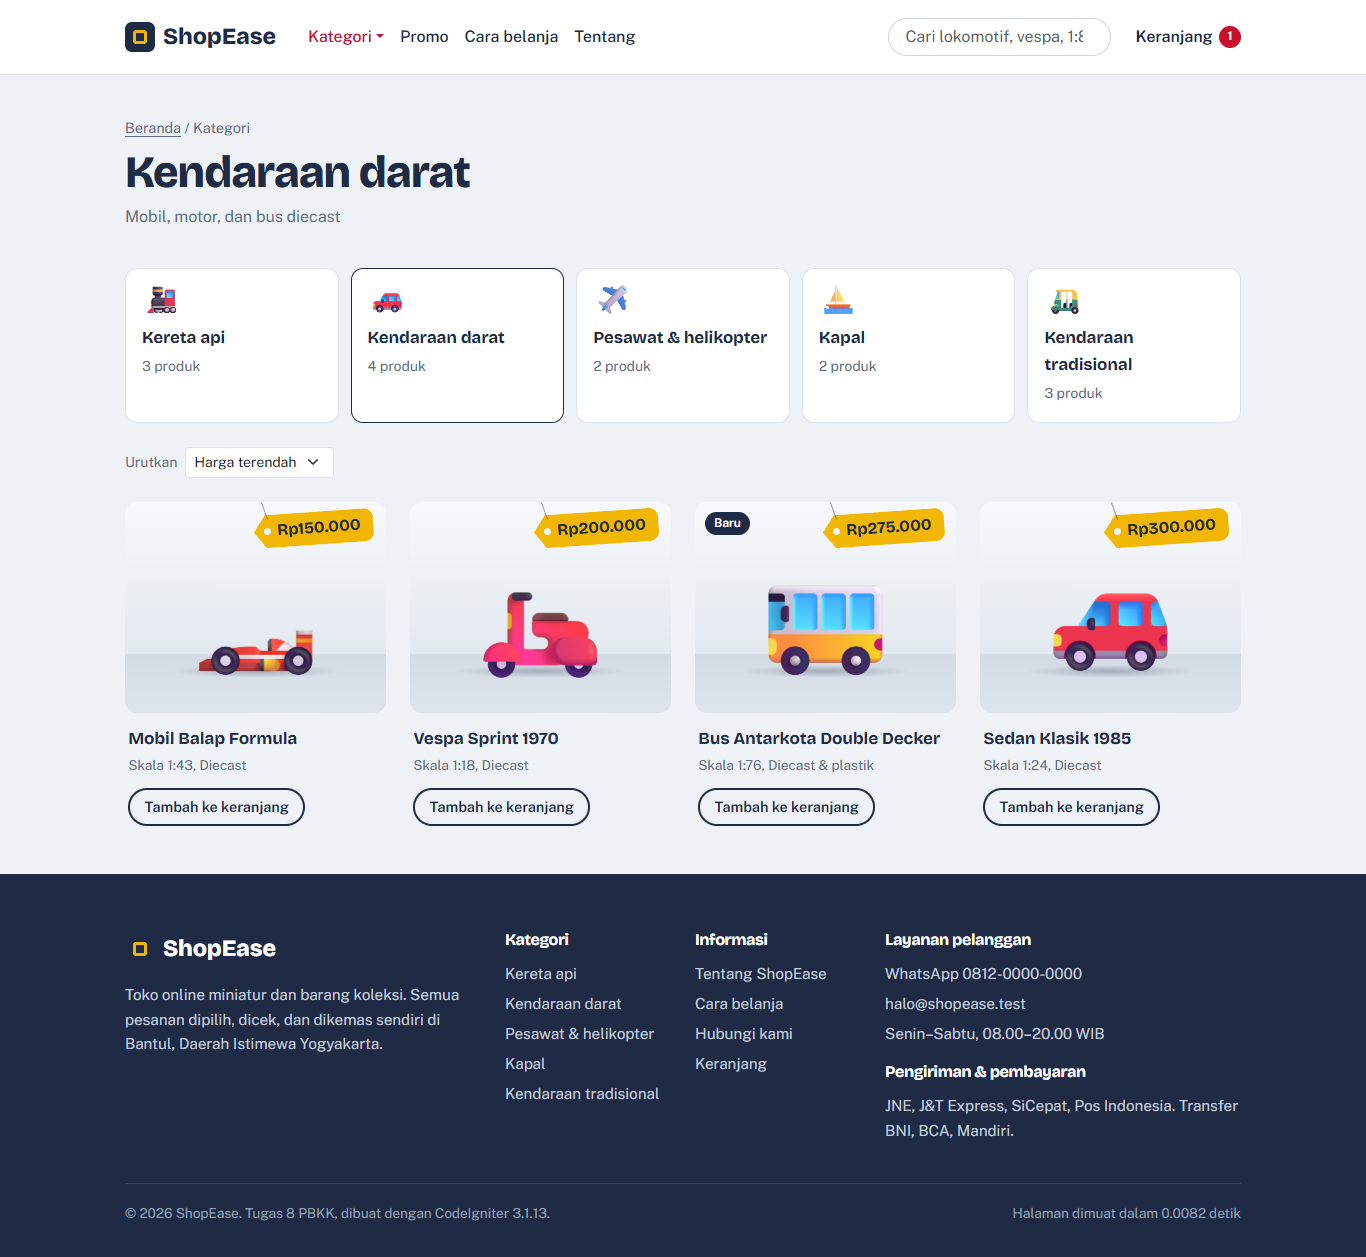 ShopEase
Kategori
Promo
Cara belanja
Tentang
Cari lokomotif, vespa, 1:8
Keranjang 1
Beranda / Kategori
Kendaraan darat
Mobil, motor, dan bus diecast
Kereta api
3 produk
Kendaraan darat
4 produk
Pesawat & helikopter
2 produk
Kapal
2 produk
Kendaraan
tradisional
3 produk
Urutkan
Harga terendah
Rp150.000
Mobil Balap Formula
Skala 1:43, Diecast
Tambah ke keranjang
Rp200.000
Vespa Sprint 1970
Skala 1:18, Diecast
Tambah ke keranjang
Baru
Rp275.000
Bus Antarkota Double Decker
Skala 1:76, Diecast & plastik
Tambah ke keranjang
Rp300.000
Sedan Klasik 1985
Skala 1:24, Diecast
Tambah ke keranjang
ShopEase
Toko online miniatur dan barang koleksi. Semua
pesanan dipilih, dicek, dan dikemas sendiri di
Bantul, Daerah Istimewa Yogyakarta.
Kategori
Kereta api
Kendaraan darat
Pesawat & helikopter
Kapal
Kendaraan tradisional
Informasi
Tentang ShopEase
Cara belanja
Hubungi kami
Keranjang
Layanan pelanggan
WhatsApp 0812-0000-0000
halo@shopease.test
Senin–Sabtu, 08.00–20.00 WIB
Pengiriman & pembayaran
JNE, J&T Express, SiCepat, Pos Indonesia. Transfer
BNI, BCA, Mandiri.
© 2026 ShopEase. Tugas 8 PBKK, dibuat dengan CodeIgniter 3.1.13.
Halaman dimuat dalam 0.0082 detik